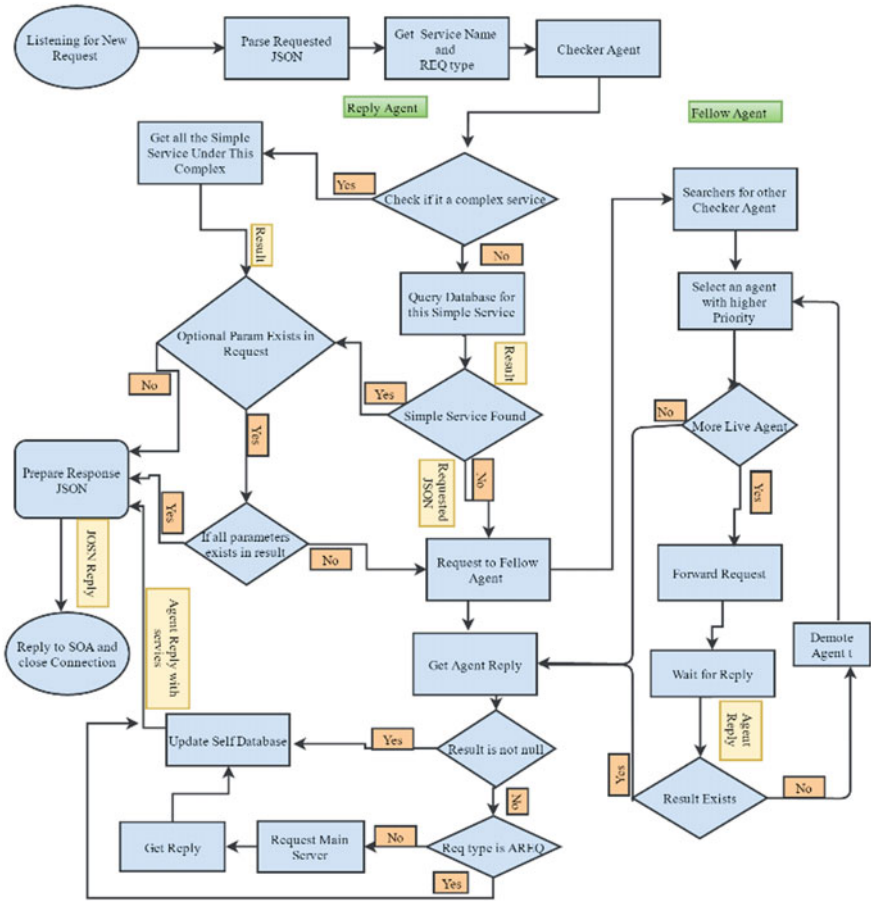 Listening for New
Request
Parse Requested
JSON
Get Service Name
and
REQ type
Checker Agent
Reply Agent
Fellow Agent
Get all the Simple
Service Under This
Complex
Yes
Check if it a complex service
Searchers for other
Checker Agent
Result
No
Query Database for
this Simple Service
Select an agent
with higher
Priority
Optional Param Exists in
Request
Result
No
Yes
Simple Service Found
No
More Live Agent
Yes
Prepare Response
JSON
Requested
JSON
No
Yes
Yes
If all parameters
exists in result
No
Request to Fellow
Agent
Forward Request
JOSN Reply
Agent Reply with
servies
Reply to SOA and
close Connection
Get Agent Reply
Wait for Reply
Demote
Agent t
Agent
Reply
Update Self Database
Yes
Result is not null
Yes
Result Exists
No
No
Get Reply
Request Main
Server
No
Req type is AREQ
Yes